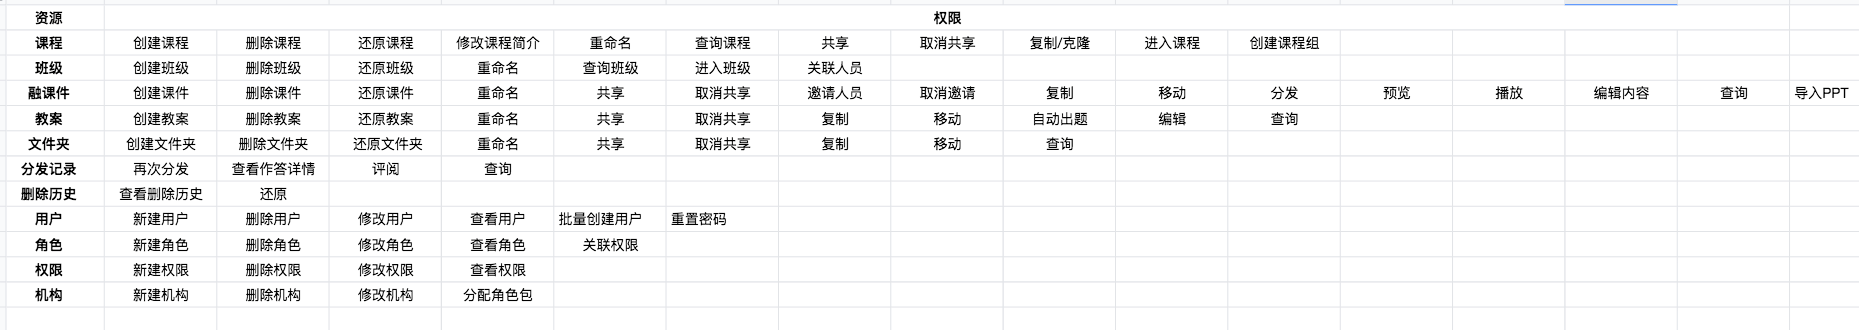 资源 权限
课程 创建课程 删除课程 还原课程 修改课程简介 重命名 查询课程 共享 取消共享 复制/克隆 进入课程 创建课程组
班级 创建班级 删除班级 还原班级 重命名 查询班级 进入班级 关联人员
融课件 创建课件 删除课件 还原课件 重命名 共享 取消共享 邀请人员 取消邀请 复制 移动 分发 预览 播放 编辑内容 查询 导入PPT
教案 创建教案 删除教案 还原教案 重命名 共享 取消共享 复制 移动 自动出题 编辑 查询
文件夹 创建文件夹 删除文件夹 还原文件夹 重命名 共享 取消共享 复制 移动 查询
分发记录 再次分发 查看作答详情 评阅 查询
删除历史 查看删除历史 还原
用户 新建用户 删除用户 修改用户 查看用户 批量创建用户 重置密码
角色 新建角色 删除角色 修改角色 查看角色 关联权限
权限 新建权限 删除权限 修改权限 查看权限
机构 新建机构 删除机构 修改机构 分配角色包